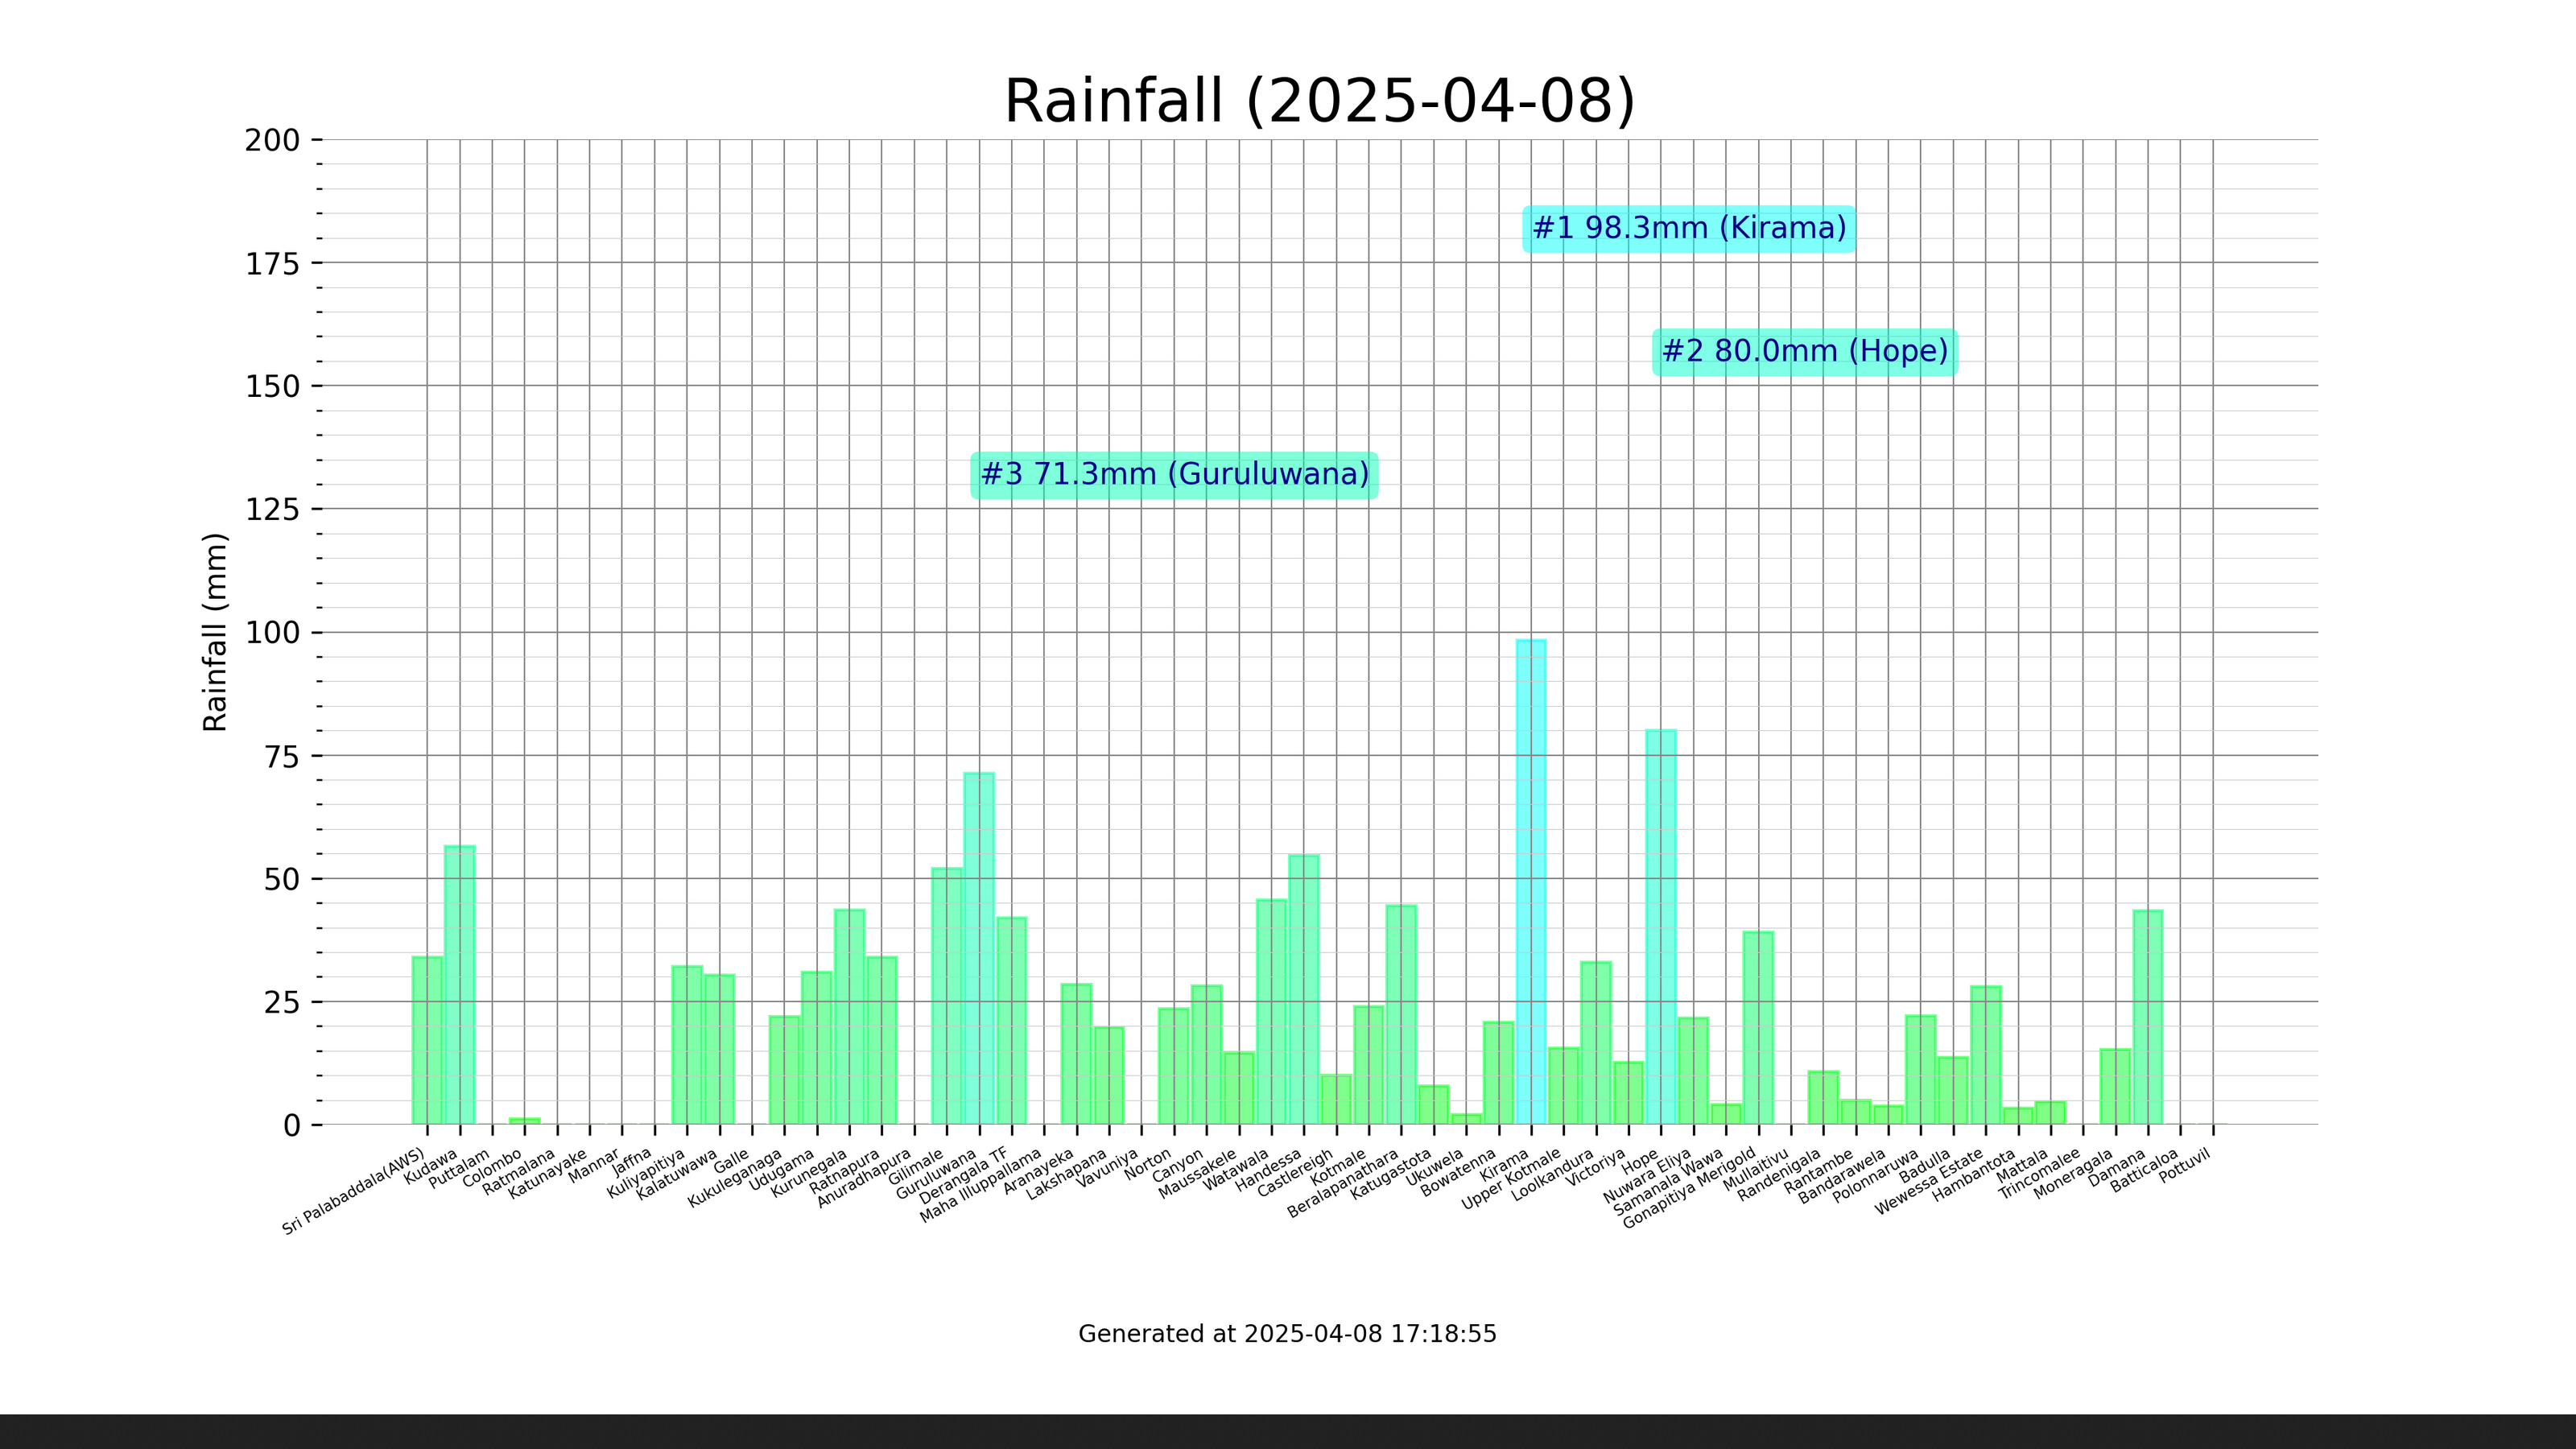 Rainfall (2025-04-08)
200
175
150
125
100
75
50
25
0
Rainfall (mm)
#1 98.3mm (Kirama)
#2 80.0mm (Hope)
#3 71.3mm (Guruluwana)
Sri Palabaddala(AWS)
Kudawa
Puttalam
Colombo
Ratmalana
Katunayake
Mannar
Jaffna
Kuliyapitiya
Kalatuwawa
Galle
Kukuleganaga
Udugama
Kurunegala
Ratnapura
Anuradhapura
Gilimale
Guruluwana
Derangala TF
Maha Illuppallama
Aranayeka
Lakshapana
Vavuniya
Norton
Canyon
Maussakele
Watawala
Handessa
Castlereigh
Kotmale
Beralapanathara
Katugastota
Ukuwela
Bowatenna
Kirama
Upper Kotmale
Loolkandura
Victoriya
Hope
Nuwara Eliya
Samanala Wawa
Gonapitiya Merigold
Mullaitivu
Randenigala
Rantambe
Bandarawela
Polonnaruwa
Badulla
Wewessa Estate
Hambantota
Mattala
Trincomalee
Moneragala
Damana
Batticaloa
Pottuvil
Generated at 2025-04-08 17:18:55